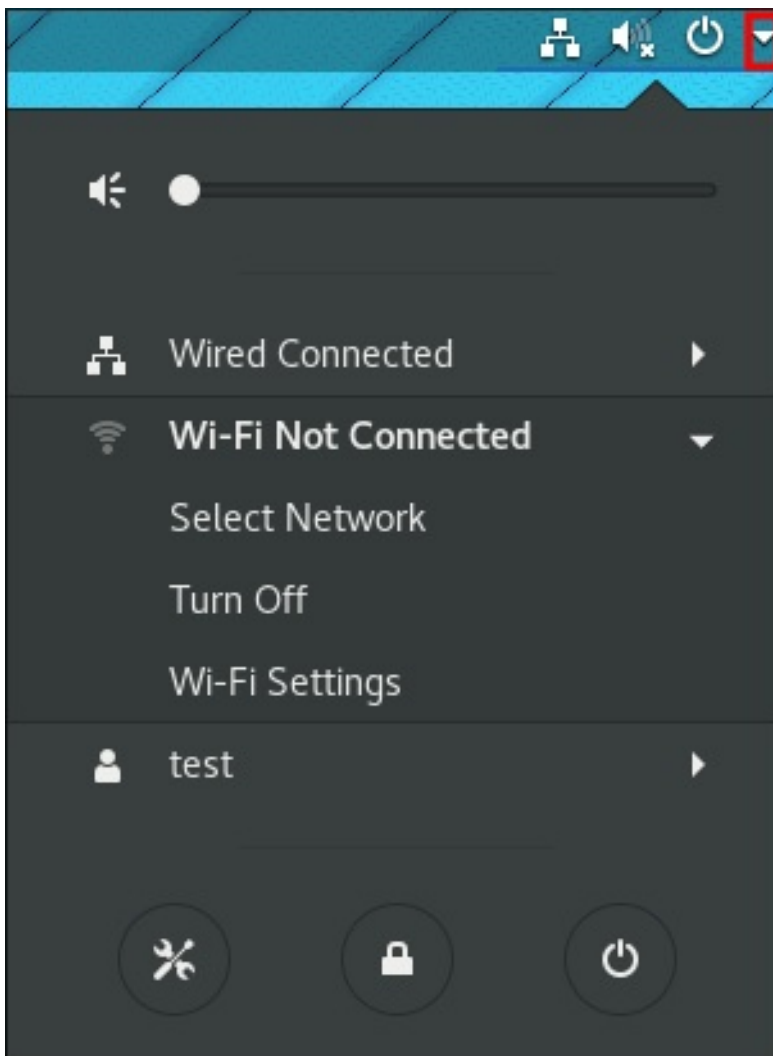 Wired Connected
Wi-Fi Not Connected
Select Network
Turn Off
Wi-Fi Settings
test